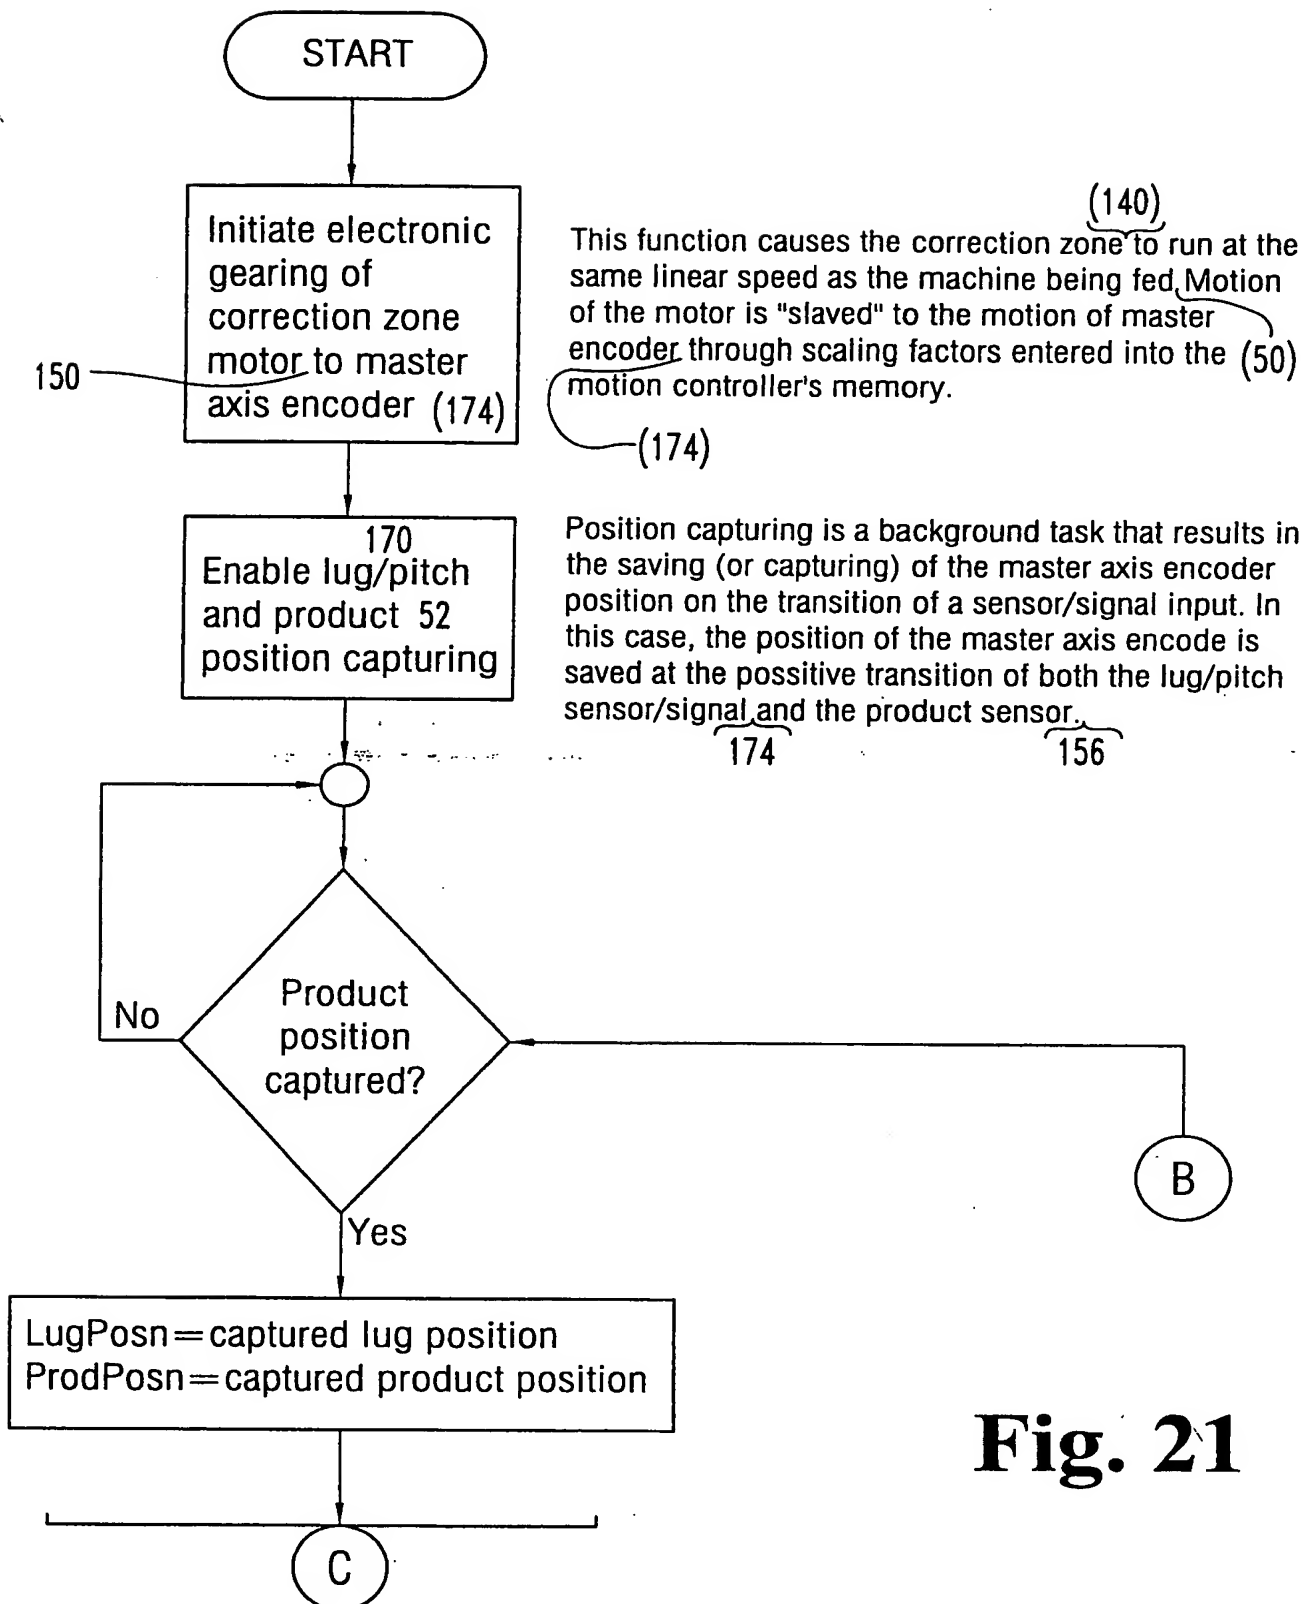 START
Initiate electronic
gearing of
correction zone
motor to master
axis encoder (174)
150
(140)
This function causes the correction zone to run at the
same linear speed as the machine being fed. Motion
of the motor is "slaved" to the motion of master
encoder through scaling factors entered into the (50)
motion controller's memory.
(174)
170
Enable lug/pitch
and product 52
position capturing
Position capturing is a background task that results in
the saving (or capturing) of the master axis encoder
position on the transition of a sensor/signal input. In
this case, the position of the master axis encode is
saved at the possitive transition of both the lug/pitch
sensor/signal and the product sensor.
174
156
Product
position
captured?
No
Yes
B
LugPosn=captured lug position
ProdPosn=captured product position
C
Fig. 21